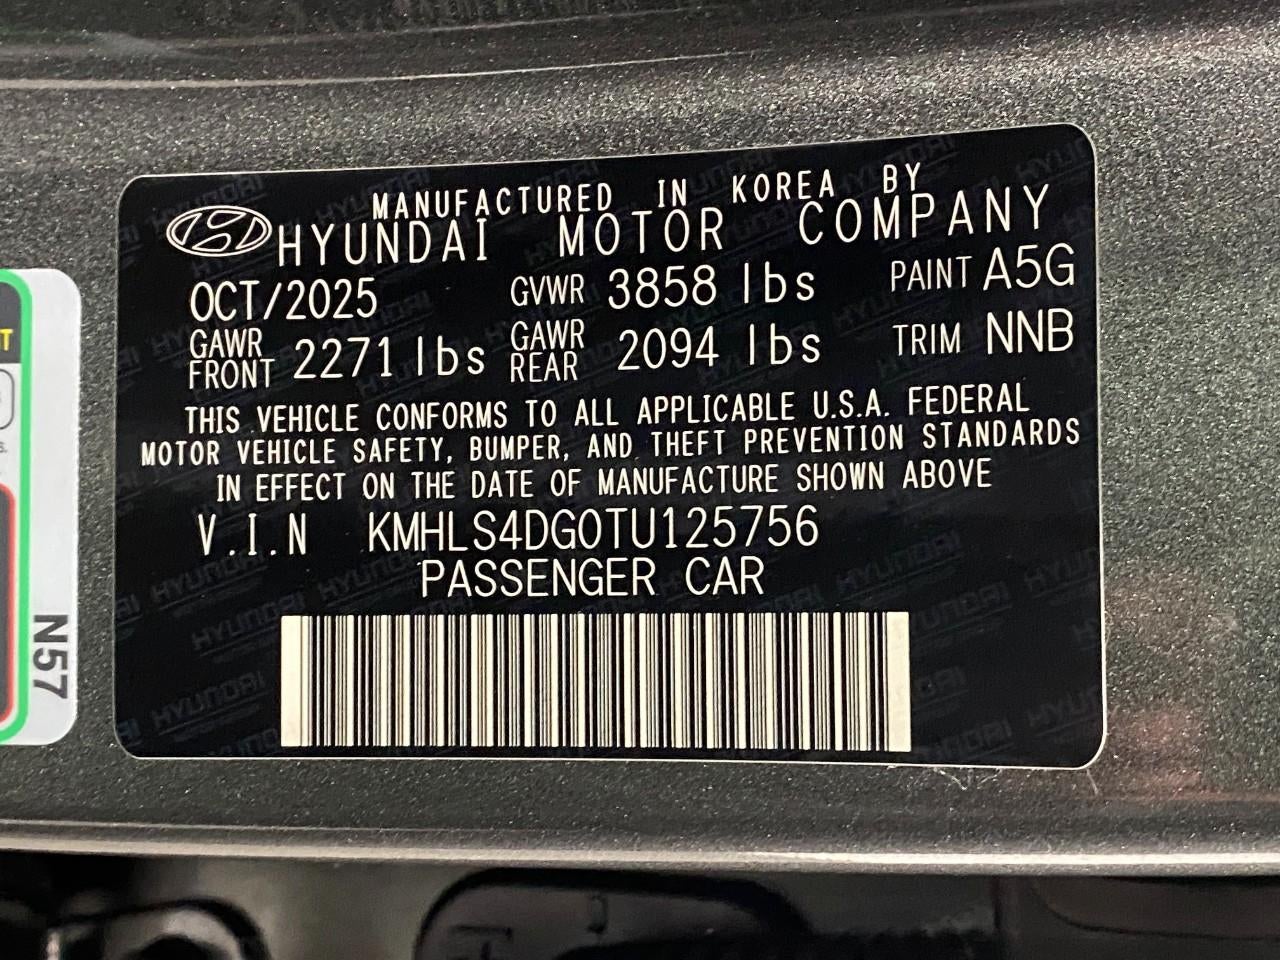 MANUFACTURED IN KOREA BY
HYUNDAI MOTOR COMPANY
OCT/2025 GVWR 3858 lbs PAINT A5G
GAWR FRONT 2271 lbs GAWR REAR 2094 lbs TRIM NNB
THIS VEHICLE CONFORMS TO ALL APPLICABLE U.S.A. FEDERAL
MOTOR VEHICLE SAFETY, BUMPER, AND THEFT PREVENTION STANDARDS
IN EFFECT ON THE DATE OF MANUFACTURE SHOWN ABOVE
V.I.N KMHLS4DG0TU125756
PASSENGER CAR
N57